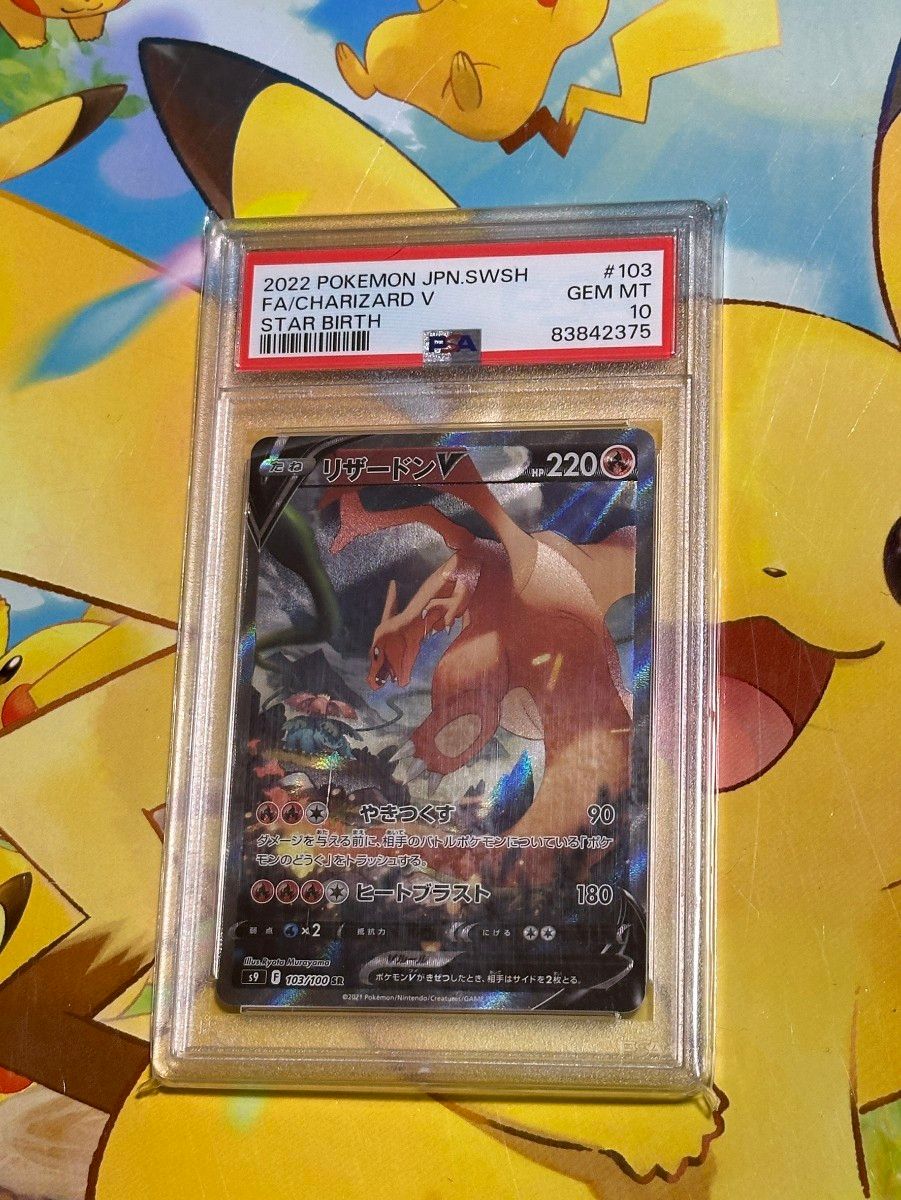 2022 POKEMON JPN.SWSH #103
FA/CHARIZARD V GEM MT
STAR BIRTH 10
83842375
PSA
たね リザードンV HP 220
やきつくす 90
ダメージを与える前に、相手のバトルポケモンについている「ポケ
モンのどうぐ」をトラッシュする。
ヒートブラスト 180
弱点 ×2 抵抗力 にげる
Illus. Ryota Murayama
s9 F 103/100 SR
ポケモンVがきぜつしたとき、相手はサイドを2枚とる。
©2021 Pokémon/Nintendo/Creatures/GAME